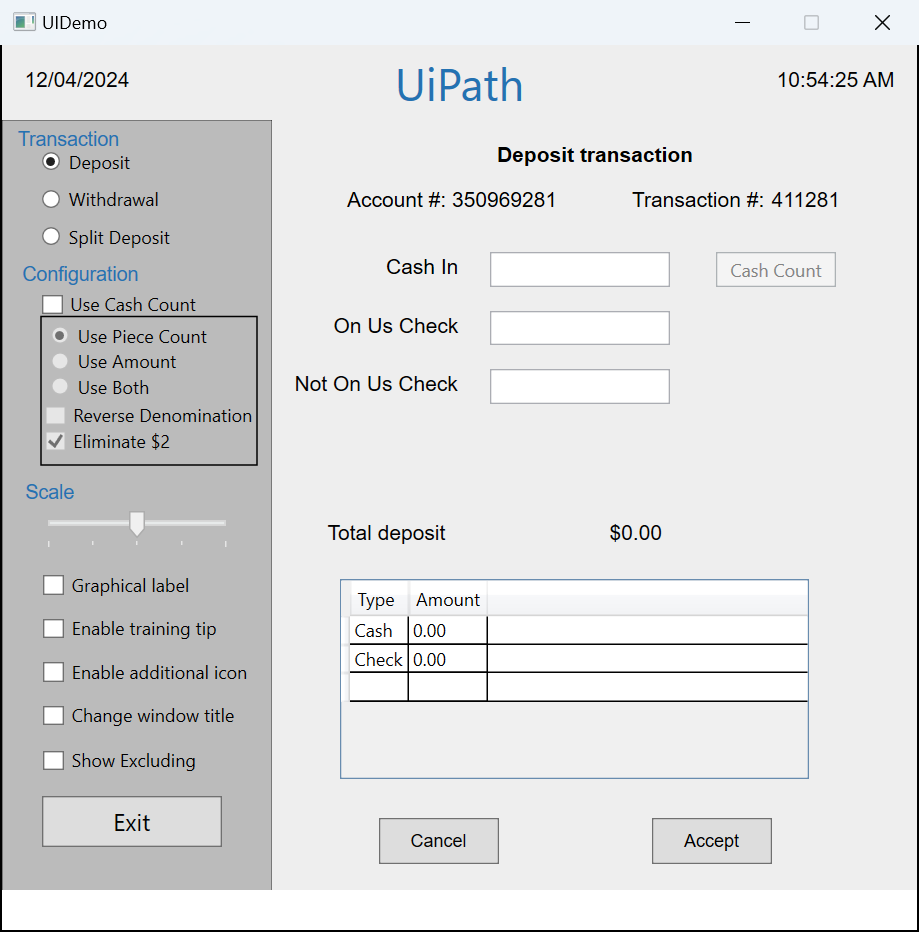 UIDemo
12/04/2024
UiPath
10:54:25 AM
Transaction
Deposit
Withdrawal
Split Deposit
Configuration
Use Cash Count
Use Piece Count
Use Amount
Use Both
Reverse Denomination
Eliminate $2
Scale
Graphical label
Enable training tip
Enable additional icon
Change window title
Show Excluding
Exit
Deposit transaction
Account #: 350969281 Transaction #: 411281
Cash In Cash Count
On Us Check
Not On Us Check
Total deposit $0.00
Type Amount
Cash 0.00
Check 0.00
Cancel Accept